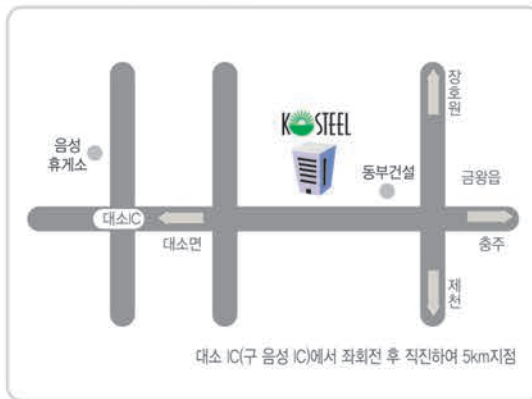 장호원
K STEEL
음성
휴게소
동부건설
금왕읍
대소IC
대소면
충주
제천
대소 IC(구 음성 IC)에서 좌회전 후 직진하여 5km지점